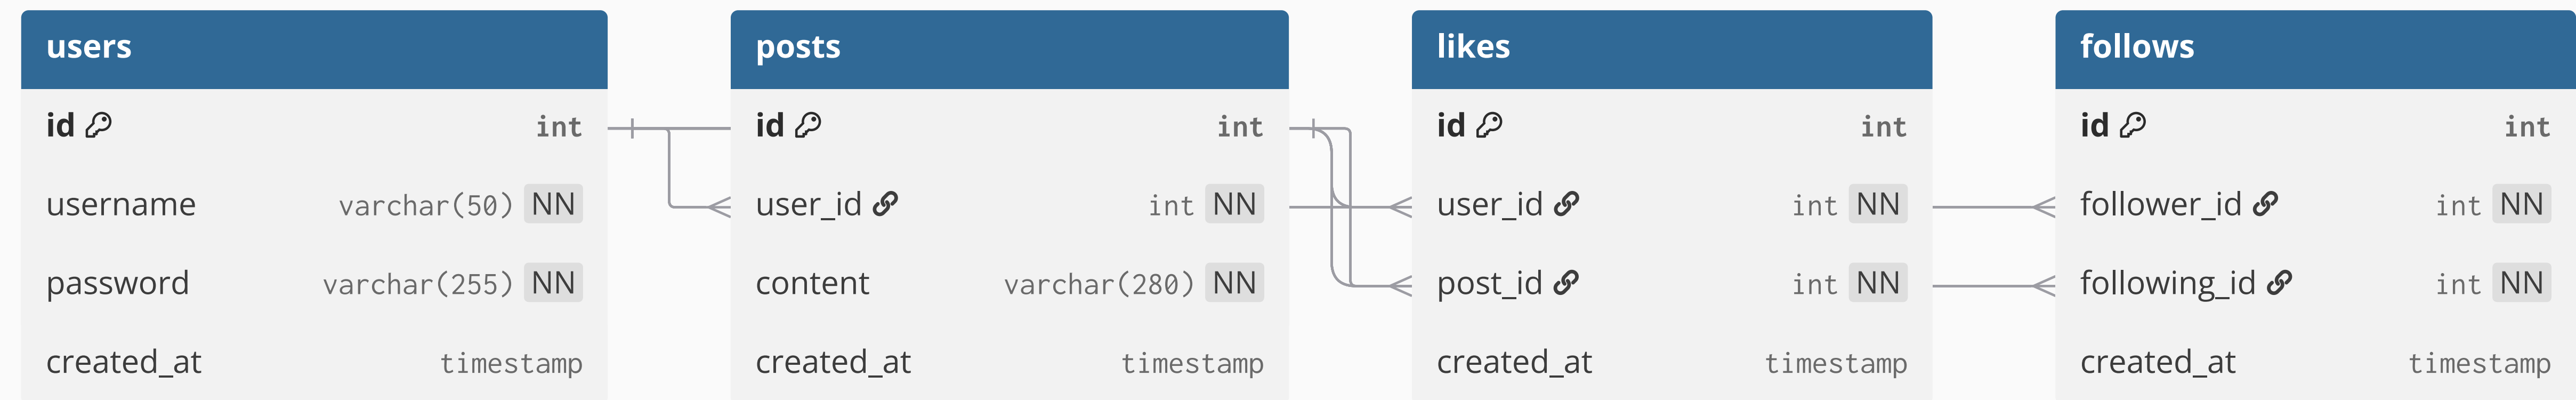 users
id int
username varchar(50) NN
password varchar(255) NN
created_at timestamp
posts
id int
user_id int NN
content varchar(280) NN
created_at timestamp
likes
id int
user_id int NN
post_id int NN
created_at timestamp
follows
id int
follower_id int NN
following_id int NN
created_at timestamp